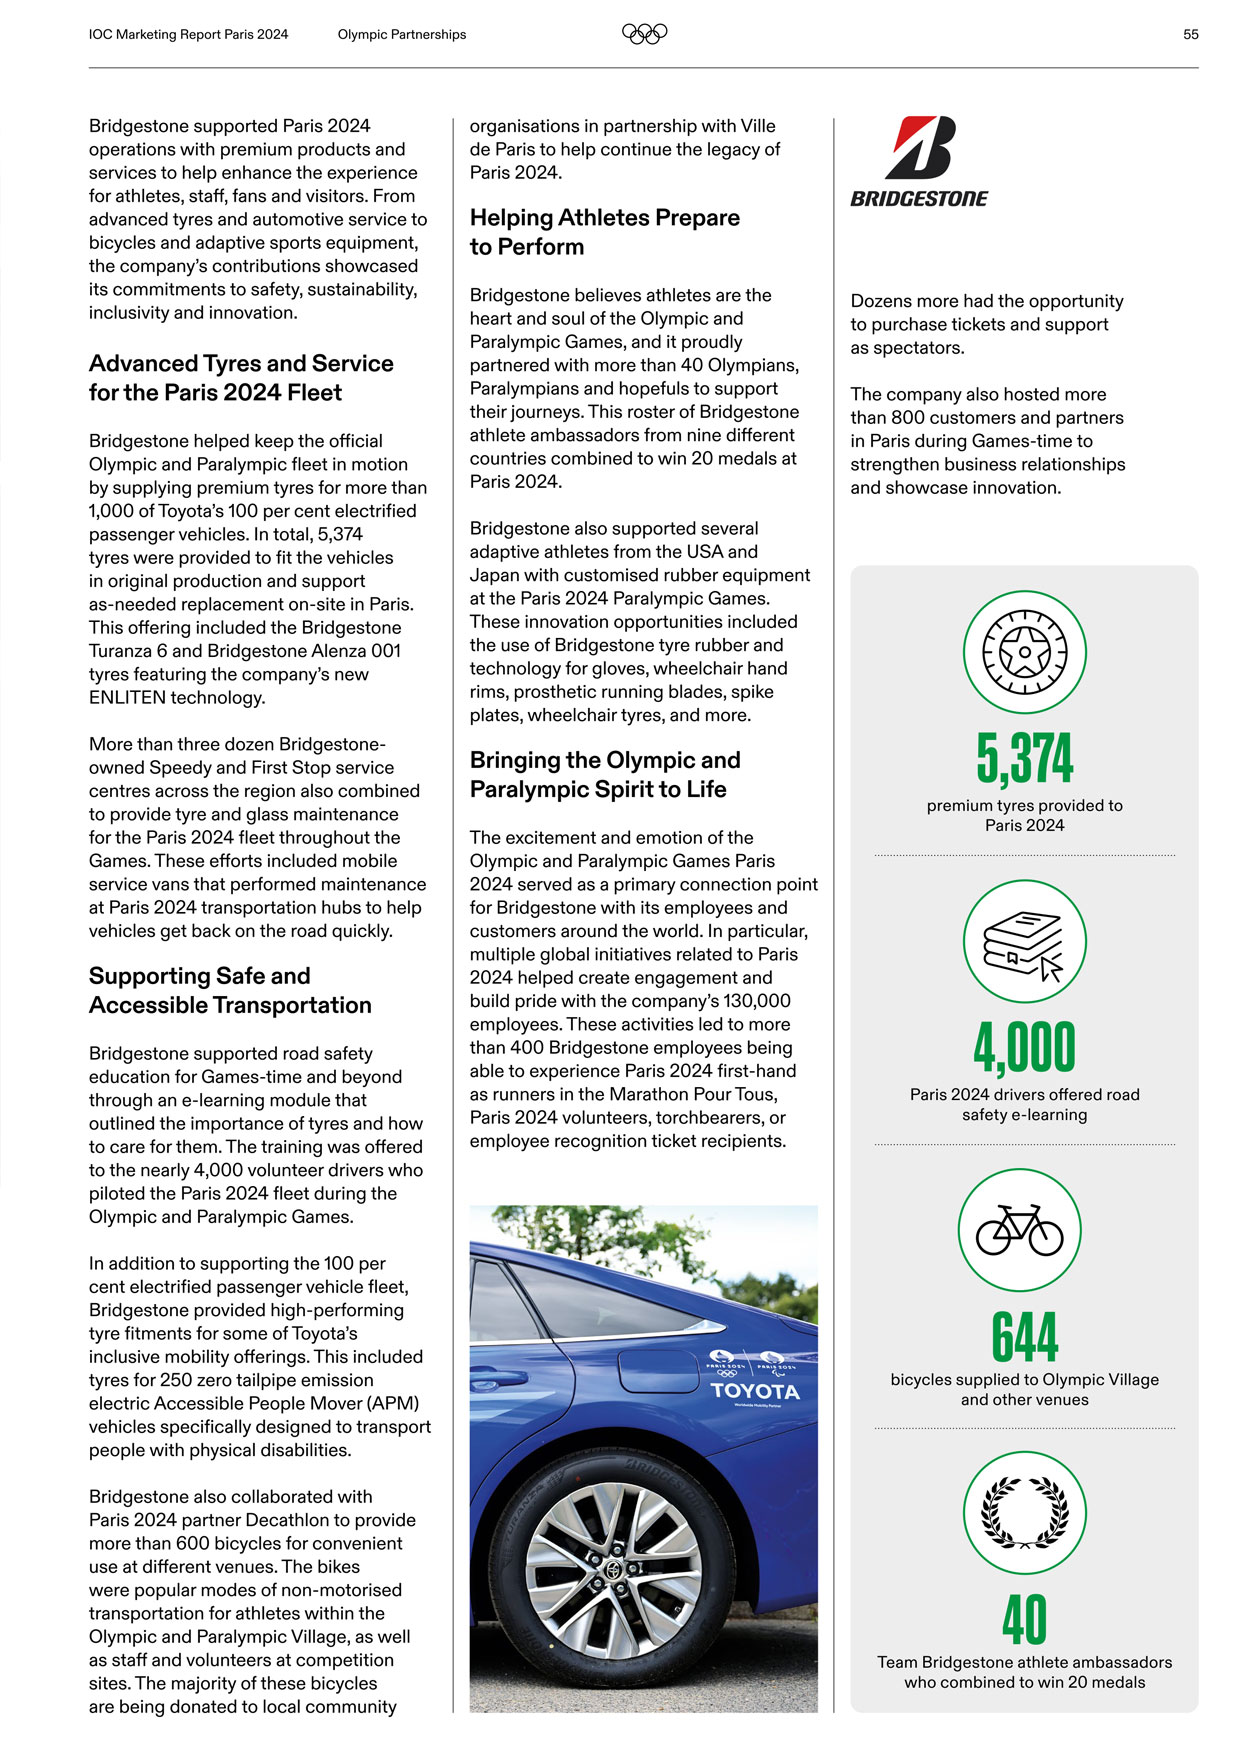 IOC Marketing Report Paris 2024
Olympic Partnerships
55
Bridgestone supported Paris 2024
operations with premium products and
services to help enhance the experience
for athletes, staff, fans and visitors. From
advanced tyres and automotive service to
bicycles and adaptive sports equipment,
the company’s contributions showcased
its commitments to safety, sustainability,
inclusivity and innovation.
Advanced Tyres and Service
for the Paris 2024 Fleet
Bridgestone helped keep the official
Olympic and Paralympic fleet in motion
by supplying premium tyres for more than
1,000 of Toyota’s 100 per cent electrified
passenger vehicles. In total, 5,374
tyres were provided to fit the vehicles
in original production and support
as-needed replacement on-site in Paris.
This offering included the Bridgestone
Turanza 6 and Bridgestone Alenza 001
tyres featuring the company’s new
ENLITEN technology.
More than three dozen Bridgestone-
owned Speedy and First Stop service
centres across the region also combined
to provide tyre and glass maintenance
for the Paris 2024 fleet throughout the
Games. These efforts included mobile
service vans that performed maintenance
at Paris 2024 transportation hubs to help
vehicles get back on the road quickly.
Supporting Safe and
Accessible Transportation
Bridgestone supported road safety
education for Games-time and beyond
through an e-learning module that
outlined the importance of tyres and how
to care for them. The training was offered
to the nearly 4,000 volunteer drivers who
piloted the Paris 2024 fleet during the
Olympic and Paralympic Games.
In addition to supporting the 100 per
cent electrified passenger vehicle fleet,
Bridgestone provided high-performing
tyre fitments for some of Toyota’s
inclusive mobility offerings. This included
tyres for 250 zero tailpipe emission
electric Accessible People Mover (APM)
vehicles specifically designed to transport
people with physical disabilities.
Bridgestone also collaborated with
Paris 2024 partner Decathlon to provide
more than 600 bicycles for convenient
use at different venues. The bikes
were popular modes of non-motorised
transportation for athletes within the
Olympic and Paralympic Village, as well
as staff and volunteers at competition
sites. The majority of these bicycles
are being donated to local community
organisations in partnership with Ville
de Paris to help continue the legacy of
Paris 2024.
Helping Athletes Prepare
to Perform
Bridgestone believes athletes are the
heart and soul of the Olympic and
Paralympic Games, and it proudly
partnered with more than 40 Olympians,
Paralympians and hopefuls to support
their journeys. This roster of Bridgestone
athlete ambassadors from nine different
countries combined to win 20 medals at
Paris 2024.
Bridgestone also supported several
adaptive athletes from the USA and
Japan with customised rubber equipment
at the Paris 2024 Paralympic Games.
These innovation opportunities included
the use of Bridgestone tyre rubber and
technology for gloves, wheelchair hand
rims, prosthetic running blades, spike
plates, wheelchair tyres, and more.
Bringing the Olympic and
Paralympic Spirit to Life
The excitement and emotion of the
Olympic and Paralympic Games Paris
2024 served as a primary connection point
for Bridgestone with its employees and
customers around the world. In particular,
multiple global initiatives related to Paris
2024 helped create engagement and
build pride with the company’s 130,000
employees. These activities led to more
than 400 Bridgestone employees being
able to experience Paris 2024 first-hand
as runners in the Marathon Pour Tous,
Paris 2024 volunteers, torchbearers, or
employee recognition ticket recipients.
PARIS 2024 PARIS 2024
TOYOTA
Worldwide Mobility Partner
BRIDGESTONE
TURANZA
BRIDGESTONE
Dozens more had the opportunity
to purchase tickets and support
as spectators.
The company also hosted more
than 800 customers and partners
in Paris during Games-time to
strengthen business relationships
and showcase innovation.
5,374
premium tyres provided to
Paris 2024
4,000
Paris 2024 drivers offered road
safety e-learning
644
bicycles supplied to Olympic Village
and other venues
40
Team Bridgestone athlete ambassadors
who combined to win 20 medals